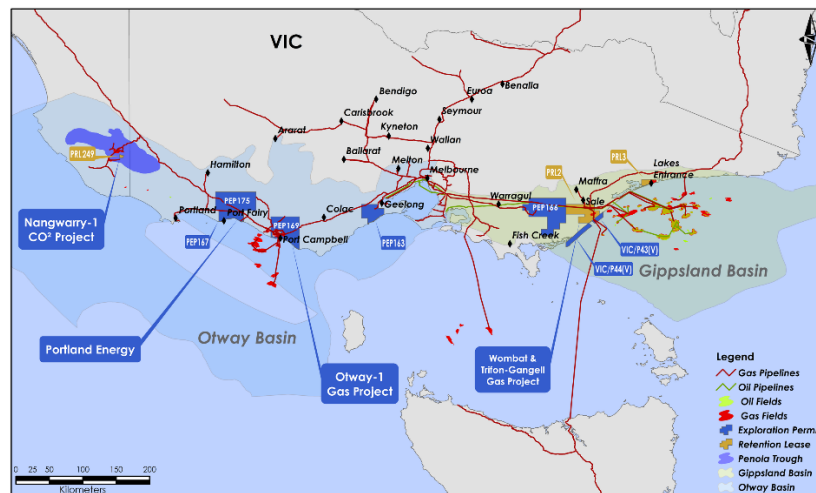 VIC
Bendigo
Euroa
Benalla
Carisbrook
Seymour
Ararat
Kyneton
Ballarat
Wallan
PRL249
Hamilton
Melton
Melbourne
PRL2
PRL3
Lakes
Entrance
Maffra
Sale
Nangwarry-1
CO² Project
Portland
PEP175
Port Fairy
PEP167
PEP169
Port Campbell
Colac
Geelong
PEP163
Warragul
PEP166
Fish Creek
VIC/P43(V)
VIC/P44(V)
Gippsland Basin
Otway Basin
Portland Energy
Otway-1
Gas Project
Wombat &
Trifon-Gangell
Gas Project
Legend
Gas Pipelines
Oil Pipelines
Oil Fields
Gas Fields
Exploration Perm
Retention Lease
Penola Trough
Gippsland Basin
Otway Basin
0 25 50 100 150 200
Kilometers